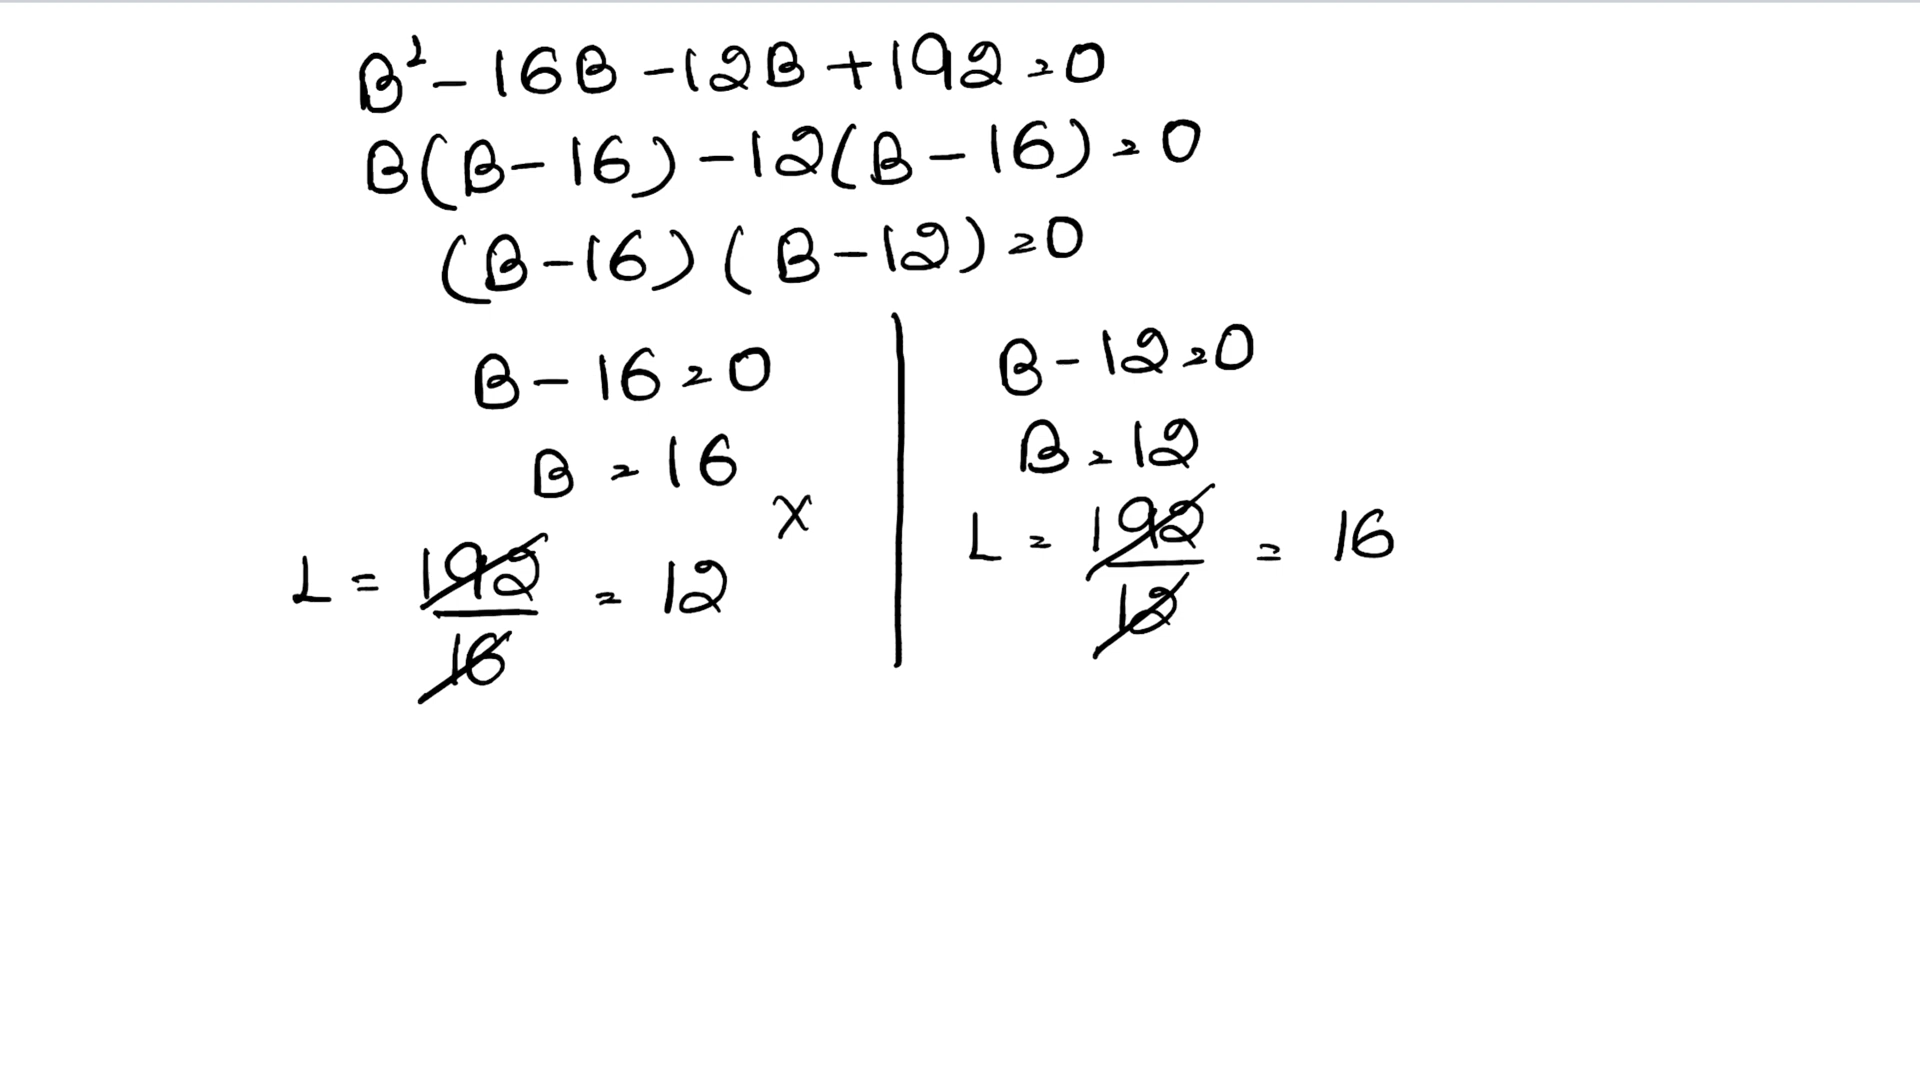 B² - 16B - 12B + 192 = 0
B(B - 16) - 12(B - 16) = 0
(B - 16) (B - 12) = 0
B - 16 = 0
B = 16
X
L = 192/16 = 12
B - 12 = 0
B = 12
L = 192/12 = 16